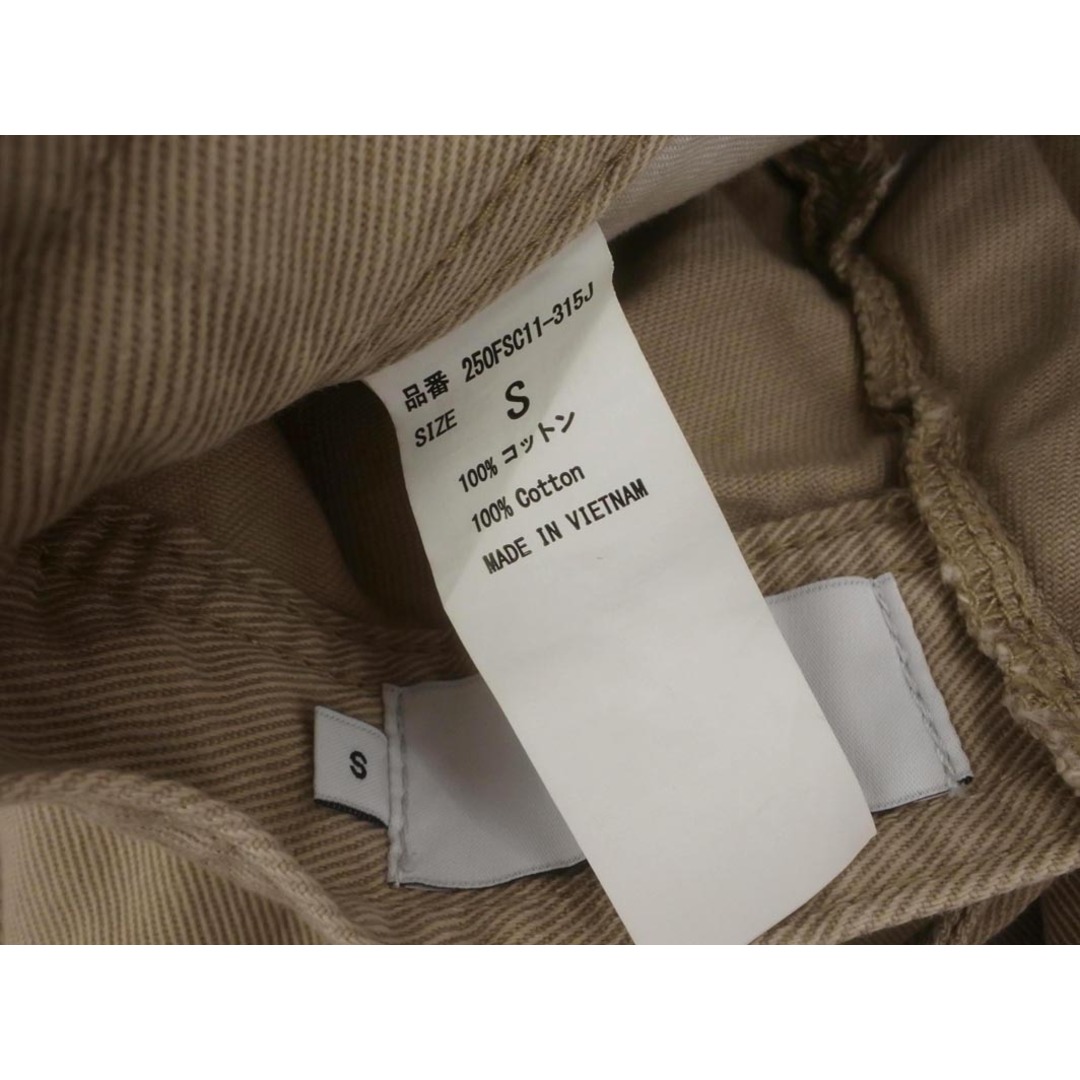 品番 250FSC11-315J
SIZE S
100% コットン
100% Cotton
MADE IN VIETNAM
S